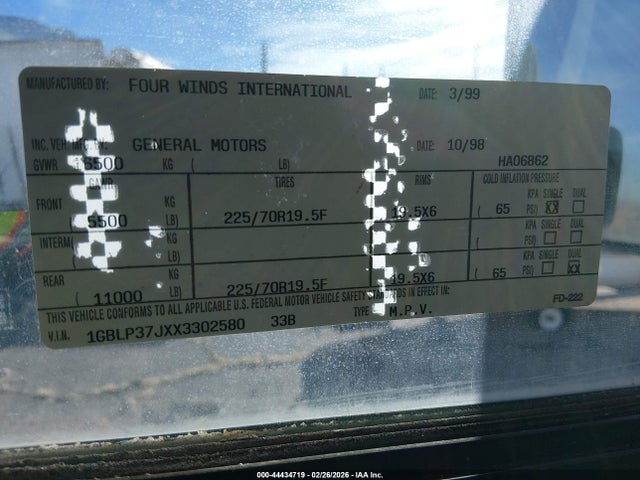 MANUFACTURED BY: FOUR WINDS INTERNATIONAL DATE: 3/99
INC. VEH. MFG. BY: GENERAL MOTORS DATE: 10/98
GVWR KG ( LB) HA06862
GAWR TIRES RIMS COLD INFLATION PRESSURE
FRONT KG KPA SINGLE DUAL
5500 LB) 225/70R19.5F 19.5X6 ( 65 PSI) XX
INTERM KG KPA SINGLE DUAL
( LB) ( PSI)
REAR KG KPA SINGLE DUAL
( 11000 LB) 225/70R19.5F 19.5X6 ( 65 PSI) XX
THIS VEHICLE CONFORMS TO ALL APPLICABLE U.S. FEDERAL MOTOR VEHICLE SAFETY STANDARDS IN EFFECT IN: FD-222
V.I.N. 1GBLP37JXX3302580 33B TYPE M.P.V.
000-44434719 02/26/2026 - IAA Inc.